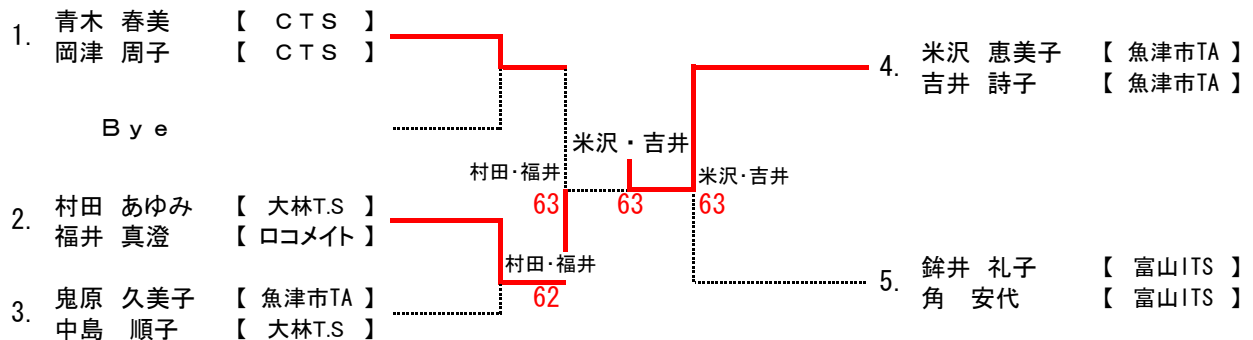 1. 青木 春美 【 CTS 】
岡津 周子 【 CTS 】
Bye
2. 村田 あゆみ 【 大林T.S 】
福井 真澄 【 ロコメイト 】
3. 鬼原 久美子 【 魚津市TA 】
中島 順子 【 大林T.S 】
村田・福井
63
村田・福井
62
米沢・吉井
63
米沢・吉井
63
4. 米沢 恵美子 【 魚津市TA 】
吉井 詩子 【 魚津市TA 】
5. 鉾井 礼子 【 富山ITS 】
角 安代 【 富山ITS 】